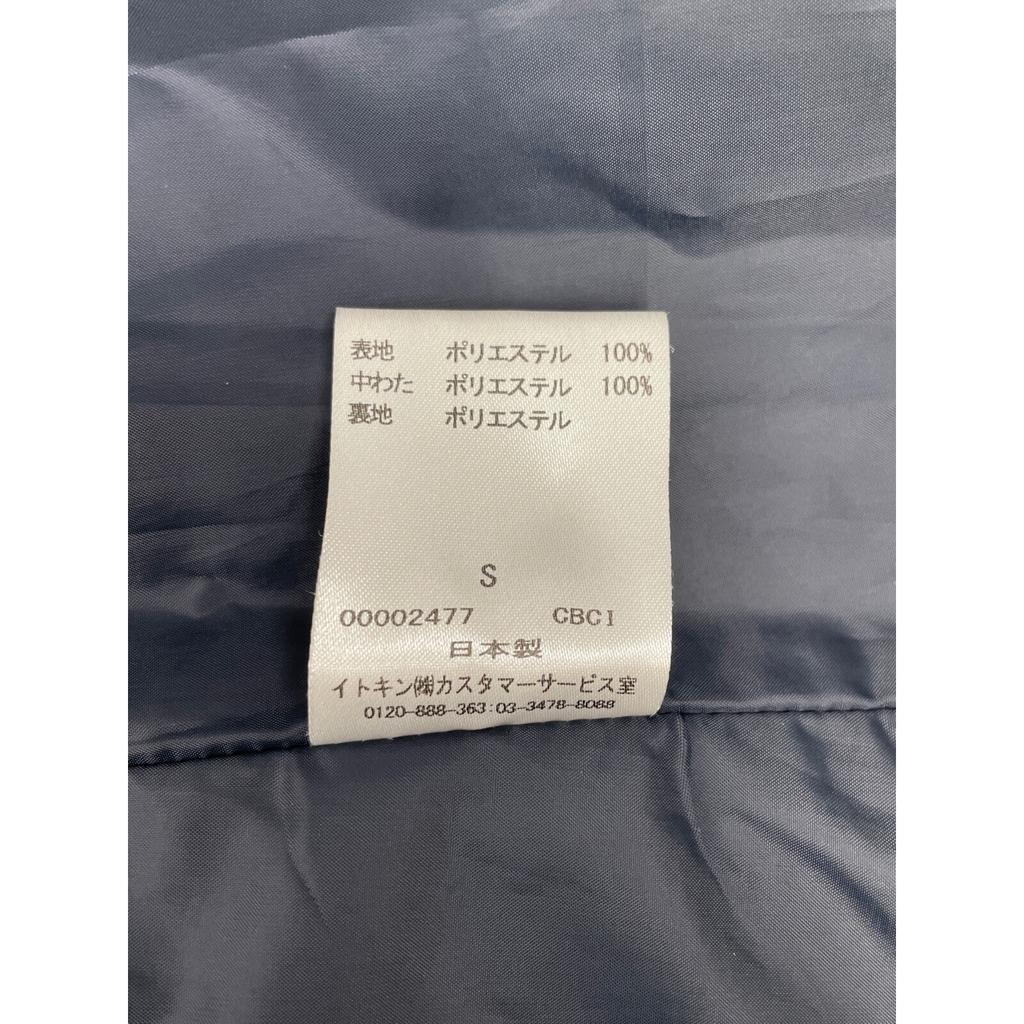 表地 ポリエステル 100%
中わた ポリエステル 100%
裏地 ポリエステル
S
00002477 CBCI
日本製
イトキン㈱カスタマーサービス室
0120-888-363:03-3478-8088